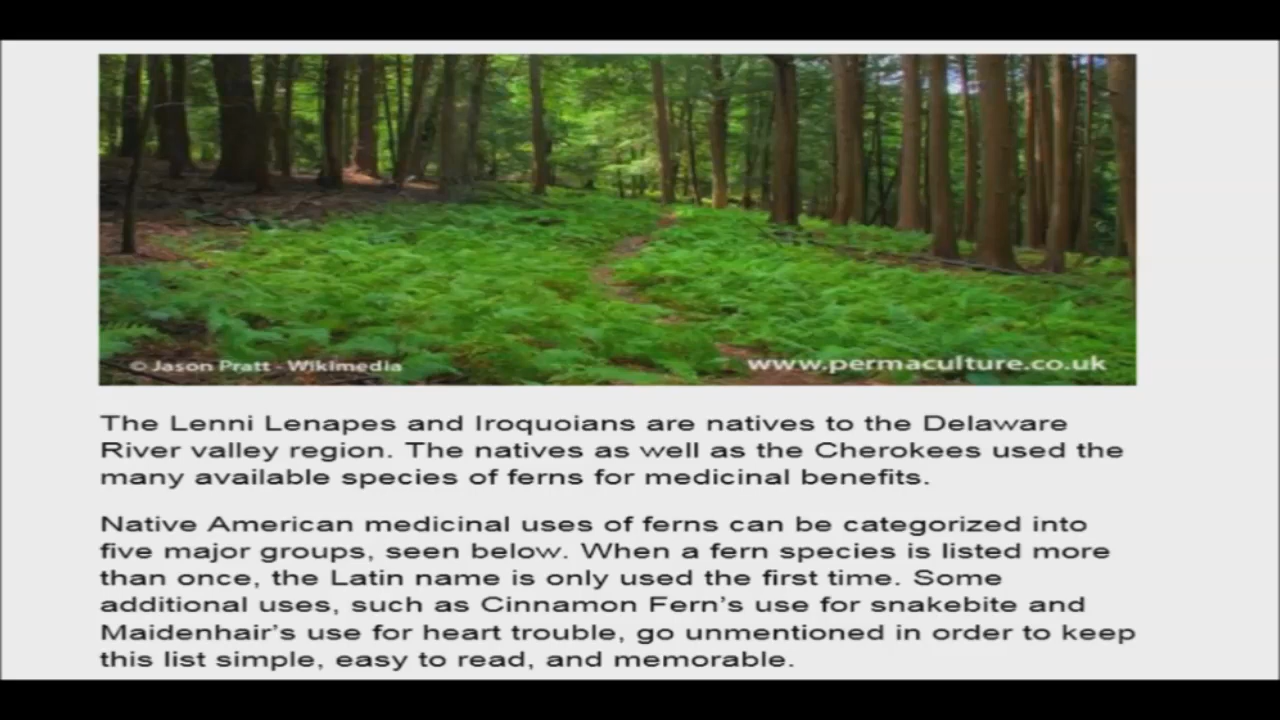 © Jason Pratt - Wikimedia
www.permaculture.co.uk
The Lenni Lenapes and Iroquoians are natives to the Delaware
River valley region. The natives as well as the Cherokees used the
many available species of ferns for medicinal benefits.
Native American medicinal uses of ferns can be categorized into
five major groups, seen below. When a fern species is listed more
than once, the Latin name is only used the first time. Some
additional uses, such as Cinnamon Fern’s use for snakebite and
Maidenhair’s use for heart trouble, go unmentioned in order to keep
this list simple, easy to read, and memorable.